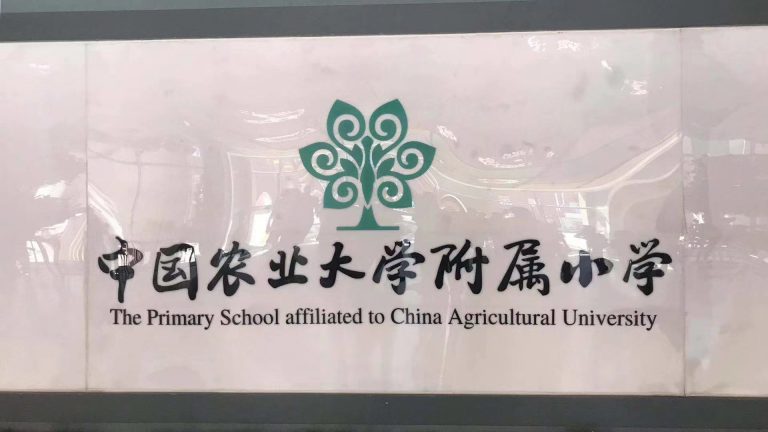 中国农业大学附属小学
The Primary School affiliated to China Agricultural University